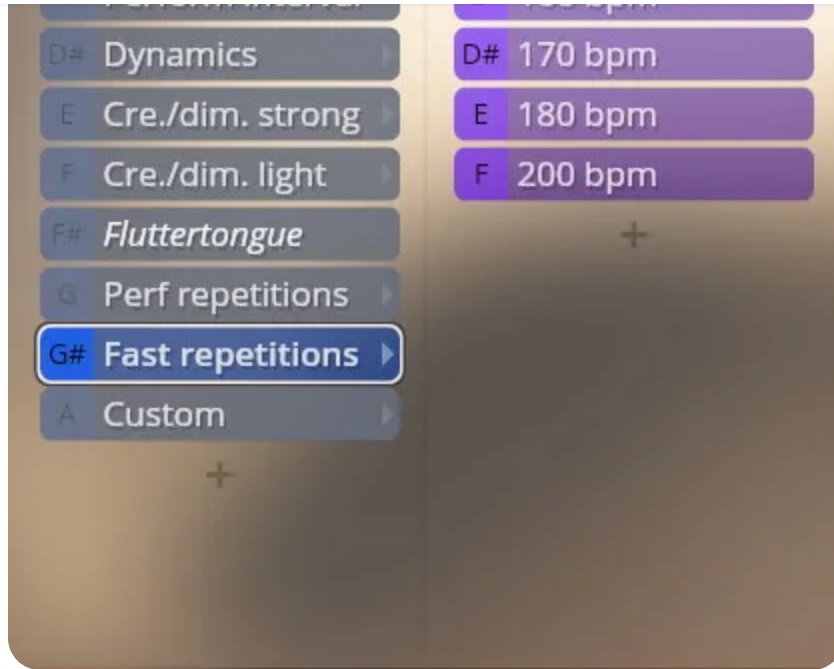 D# Dynamics
E Cre./dim. strong
F Cre./dim. light
F# Fluttertongue
G Perf repetitions
G# Fast repetitions
A Custom
+
D# 170 bpm
E 180 bpm
F 200 bpm
+